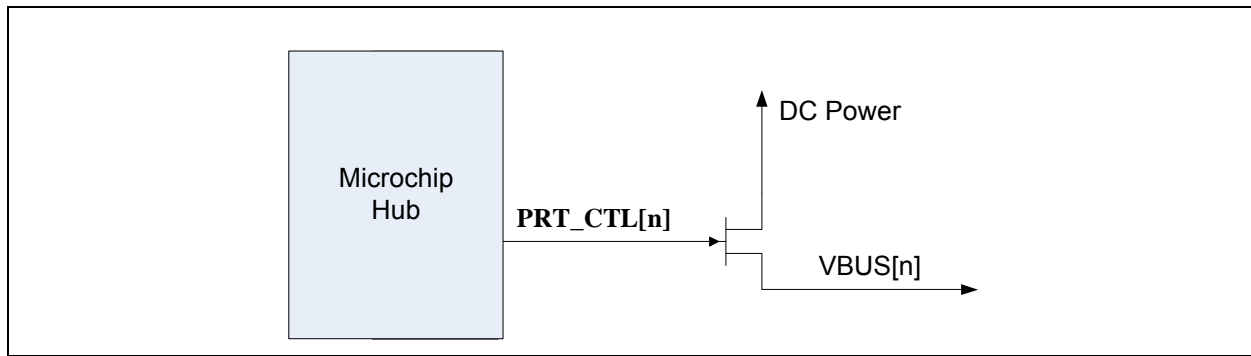 DC Power
Microchip
Hub
PRT_CTL[n]
VBUS[n]